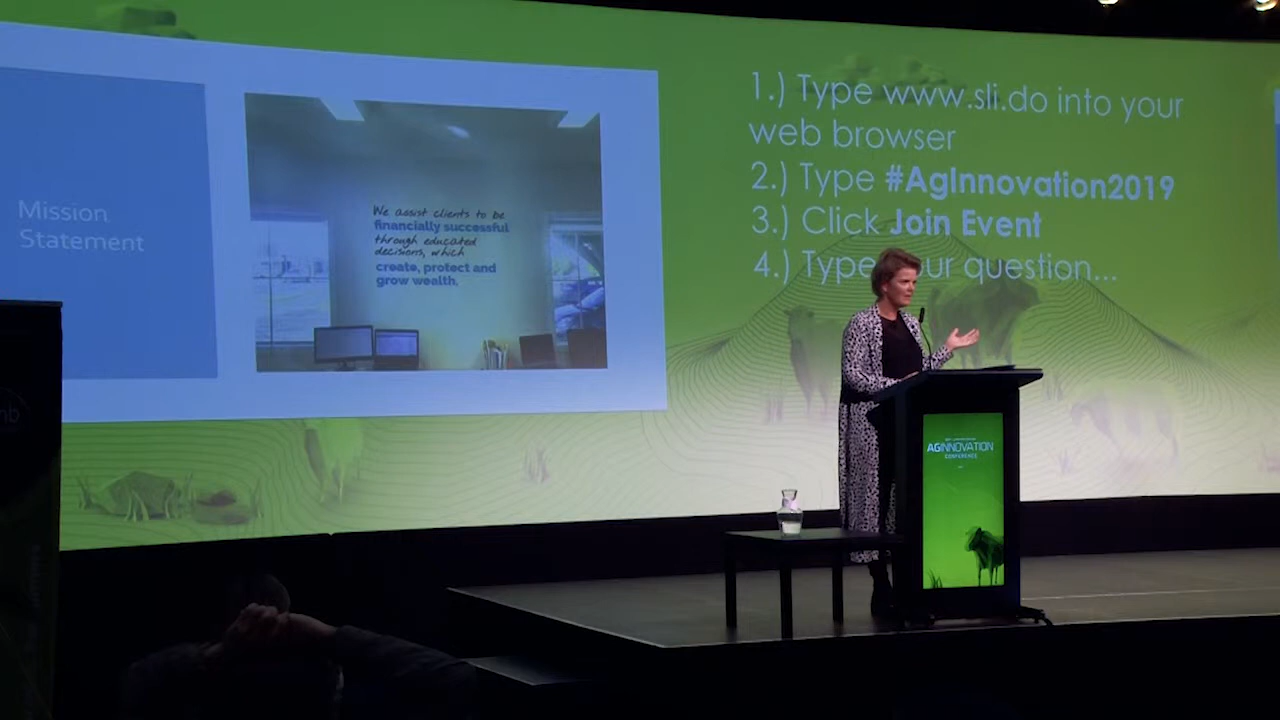 Mission
Statement
We assist clients to be
financially successful
through educated
decisions, which
create, protect and
grow wealth.
1.) Type www.sli.do into your
web browser
2.) Type #AgInnovation2019
3.) Click Join Event
4.) Type our question...
AGINNOVATION
CONFERENCE